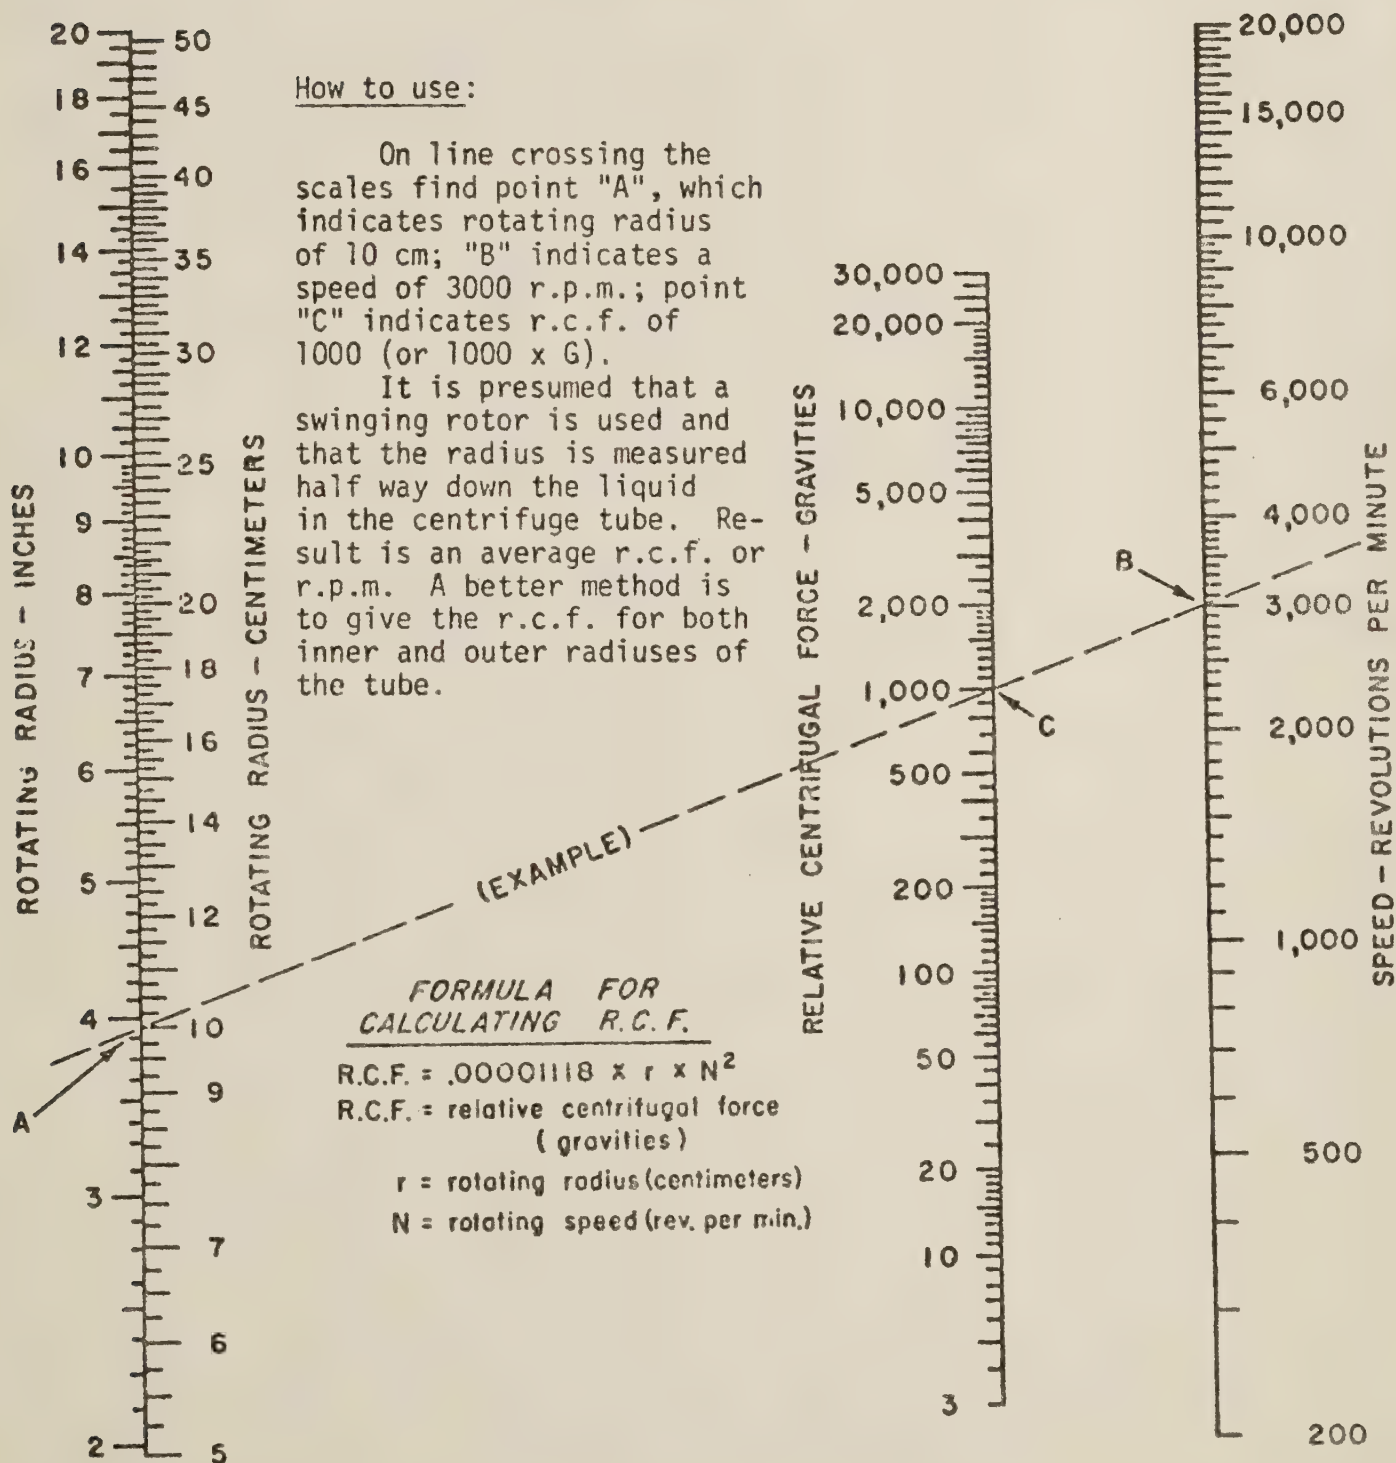 ROTATING RADIUS - INCHES
20
18
16
14
12
10
9
8
7
6
5
4
3
2
50
45
40
35
30
25
20
18
16
14
12
10
9
7
6
5
ROTATING RADIUS - CENTIMETERS
How to use:
On line crossing the
scales find point "A", which
indicates rotating radius
of 10 cm; "B" indicates a
speed of 3000 r.p.m.; point
"C" indicates r.c.f. of
1000 (or 1000 x G).
It is presumed that a
swinging rotor is used and
that the radius is measured
half way down the liquid
in the centrifuge tube. Re-
sult is an average r.c.f. or
r.p.m. A better method is
to give the r.c.f. for both
inner and outer radiuses of
the tube.
A
(EXAMPLE)
FORMULA FOR
CALCULATING R.C.F.
R.C.F. = .00001118 x r x N²
R.C.F. = relative centrifugal force
(gravities)
r = rotating radius (centimeters)
N = rotating speed (rev. per min.)
RELATIVE CENTRIFUGAL FORCE - GRAVITIES
30,000
20,000
10,000
5,000
2,000
1,000
500
200
100
50
20
10
3
C
B
20,000
15,000
10,000
6,000
4,000
3,000
2,000
1,000
500
200
SPEED - REVOLUTIONS PER MINUTE